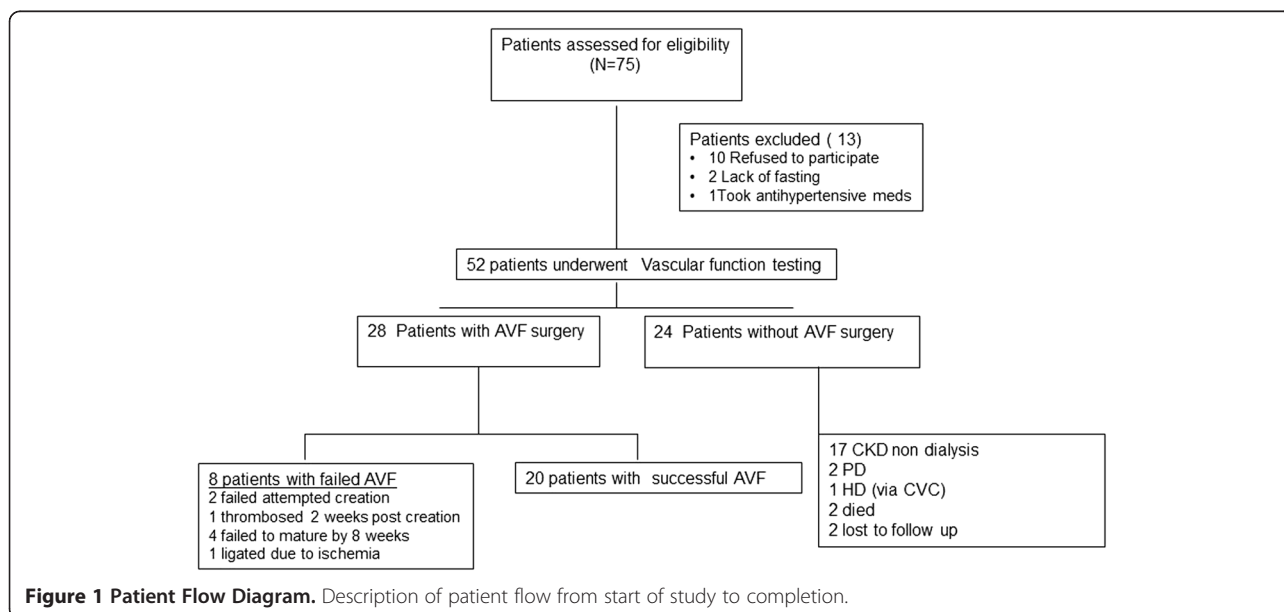 Patients assessed for eligibility
(N=75)
Patients excluded ( 13)
• 10 Refused to participate
• 2 Lack of fasting
• 1Took antihypertensive meds
52 patients underwent Vascular function testing
28 Patients with AVF surgery
24 Patients without AVF surgery
8 patients with failed AVF
2 failed attempted creation
1 thrombosed 2 weeks post creation
4 failed to mature by 8 weeks
1 ligated due to ischemia
20 patients with successful AVF
17 CKD non dialysis
2 PD
1 HD (via CVC)
2 died
2 lost to follow up
Figure 1 Patient Flow Diagram. Description of patient flow from start of study to completion.